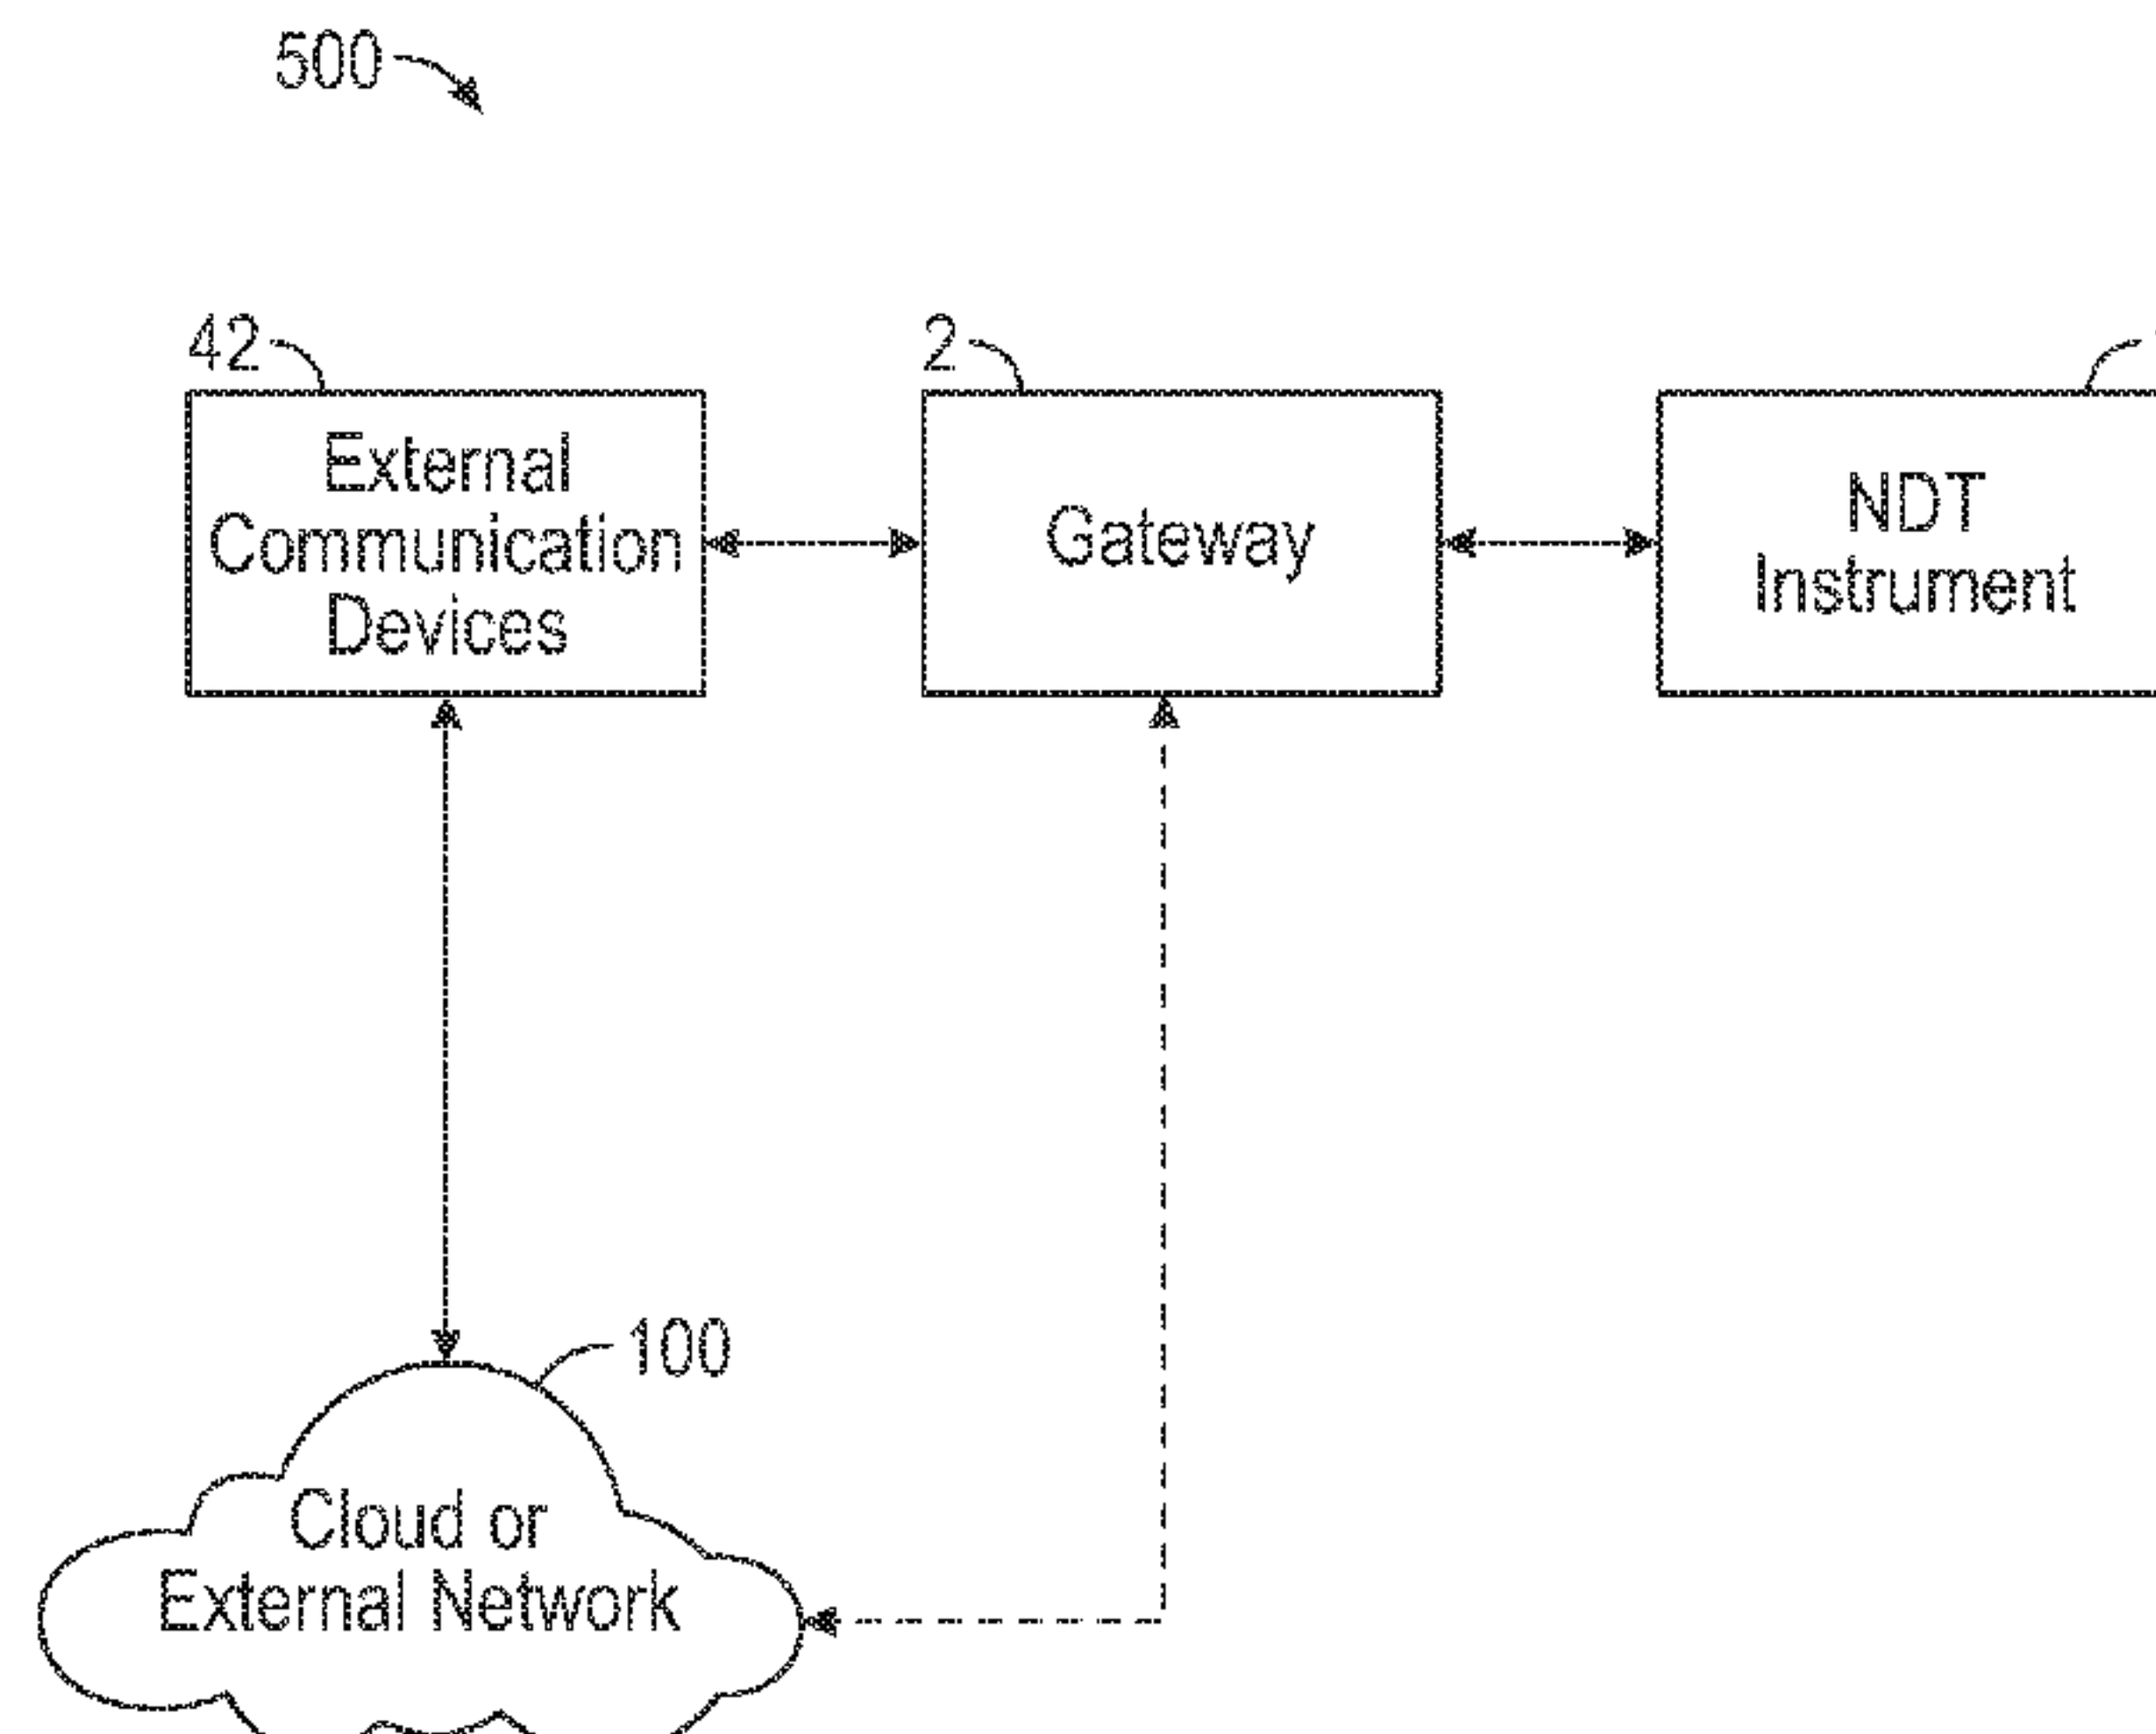 500
42
2
External
Communication
Devices
Gateway
NDT
Instrument
100
Cloud or
External Network